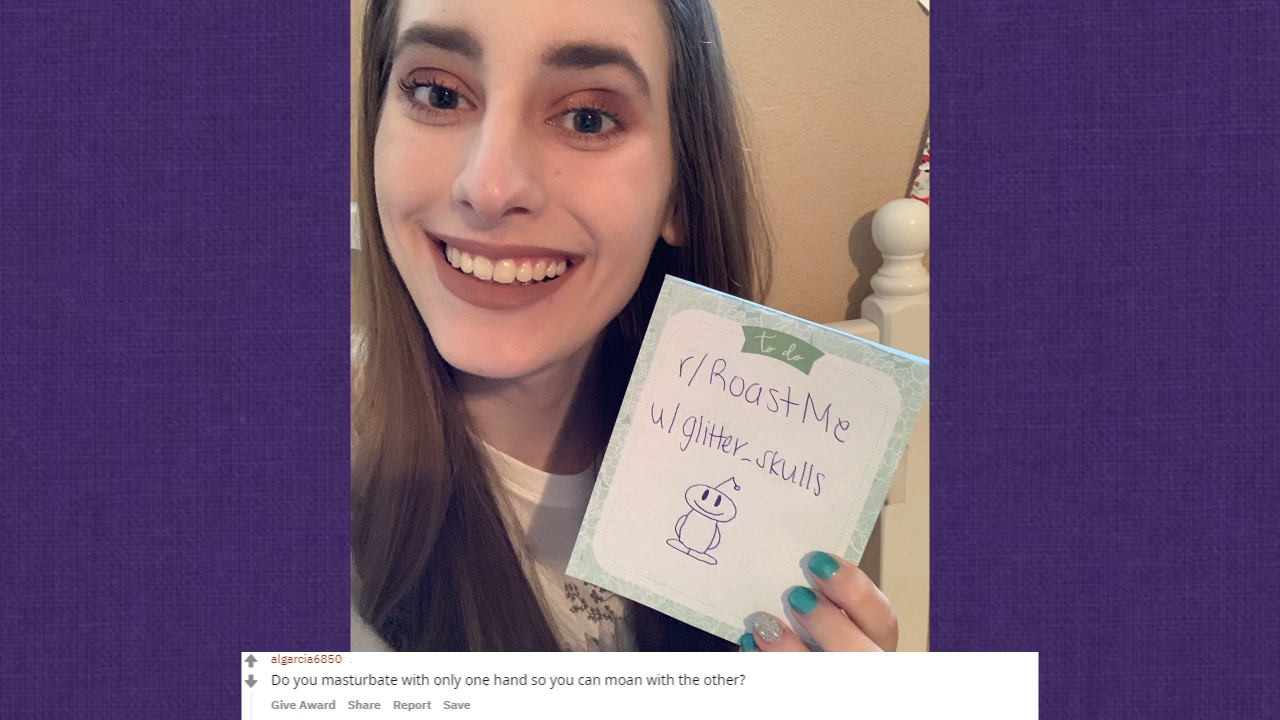 to do
r/RoastMe
u/glitter_skulls
algarcia6850
Do you masturbate with only one hand so you can moan with the other?
Give Award Share Report Save